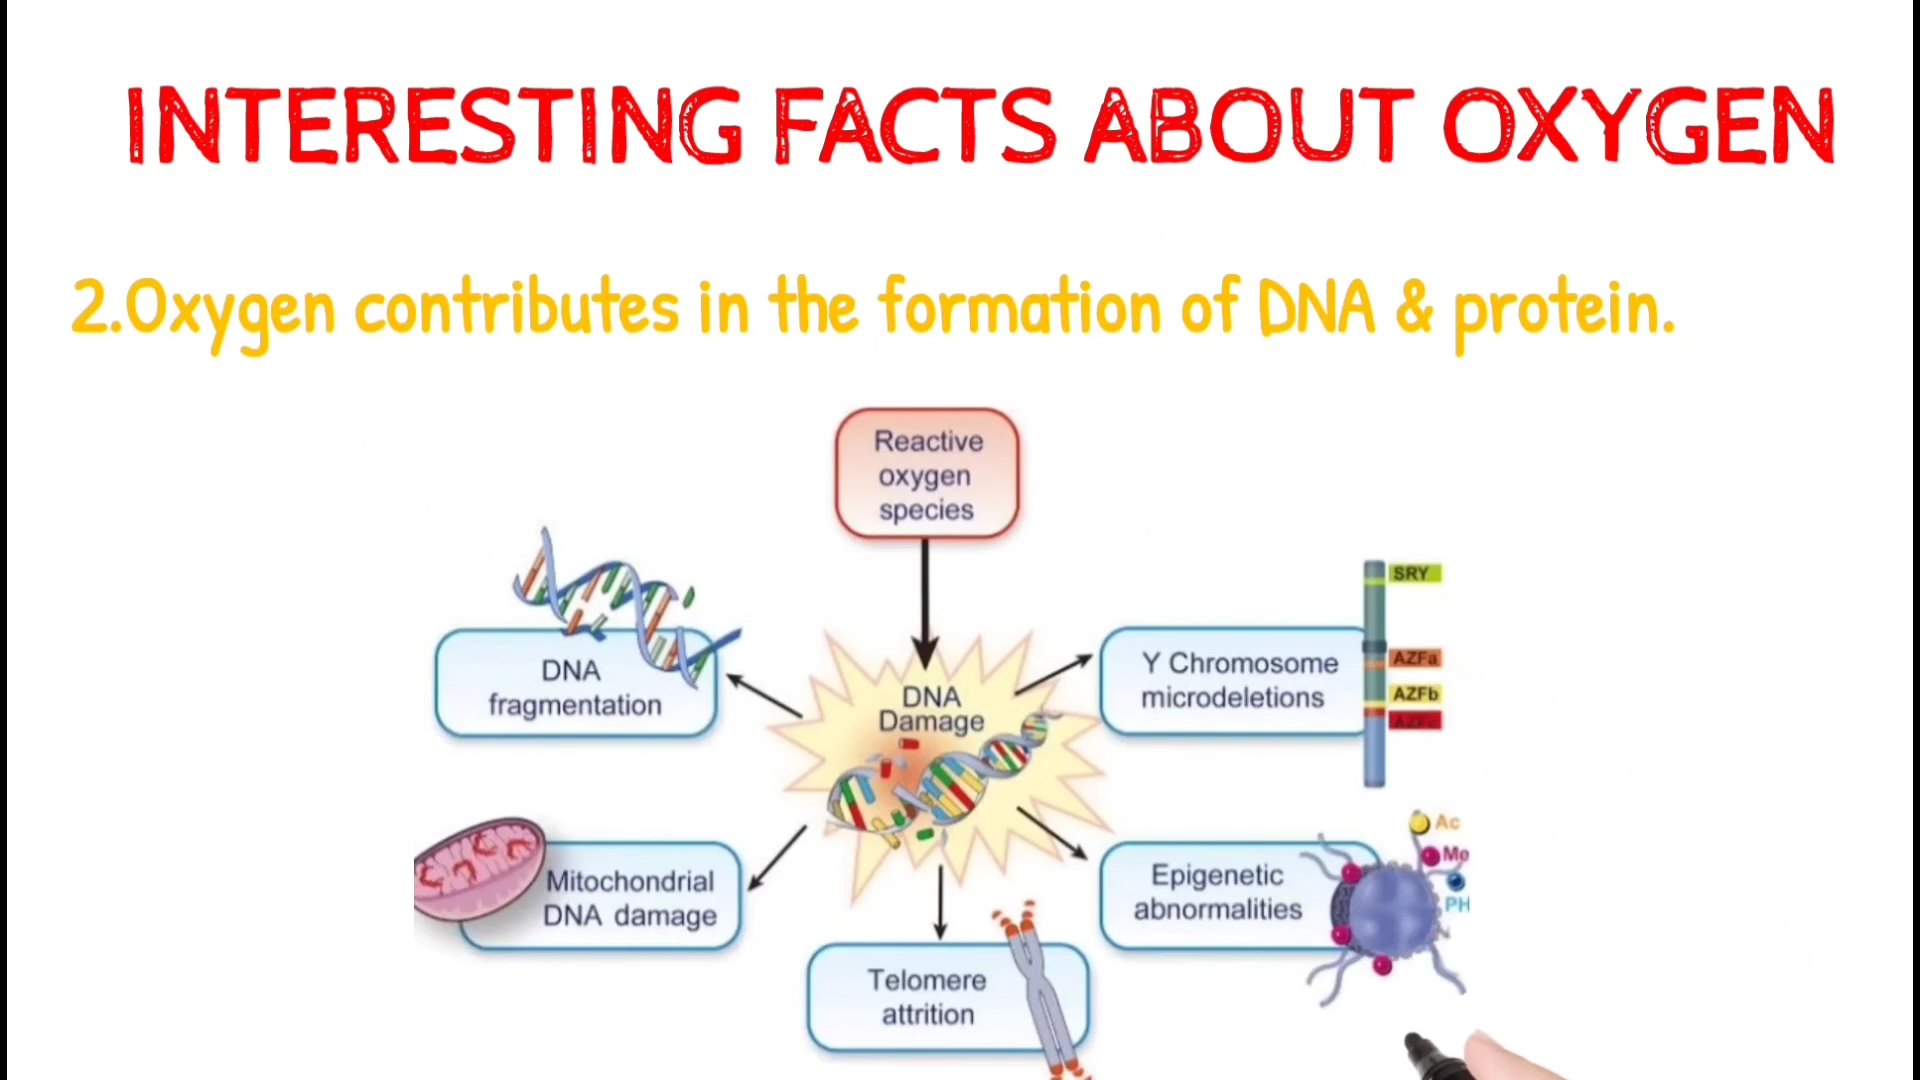 INTERESTING FACTS ABOUT OXYGEN
2.Oxygen contributes in the formation of DNA & protein.
Reactive
oxygen
species
SRY
DNA
fragmentation
Y Chromosome
microdeletions
AZFa
AZFb
AZFc
DNA
Damage
Ac
Me
PH
Mitochondrial
DNA damage
Epigenetic
abnormalities
Telomere
attrition